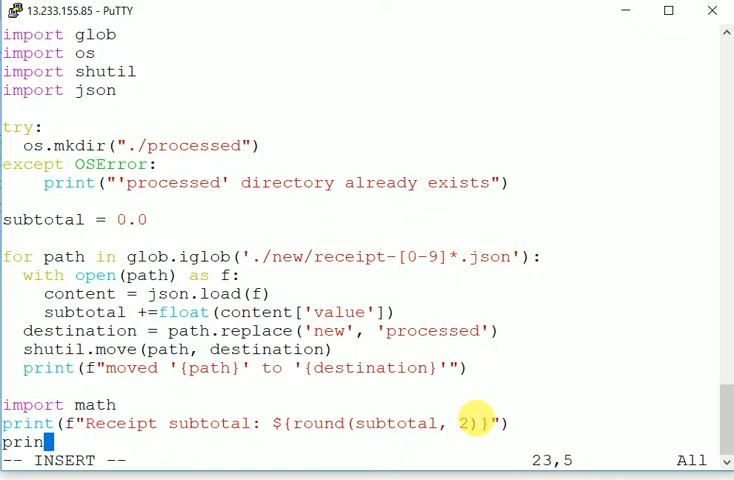 13.233.155.85 - PuTTY
import glob
import os
import shutil
import json
try:
  os.mkdir("./processed")
except OSError:
    print("'processed' directory already exists")
subtotal = 0.0
for path in glob.iglob('./new/receipt-[0-9]*.json'):
  with open(path) as f:
    content = json.load(f)
    subtotal +=float(content['value'])
  destination = path.replace('new', 'processed')
  shutil.move(path, destination)
  print(f"moved '{path}' to '{destination}'")
import math
print(f"Receipt subtotal: ${round(subtotal, 2)}")
prin
-- INSERT -- 23,5 All